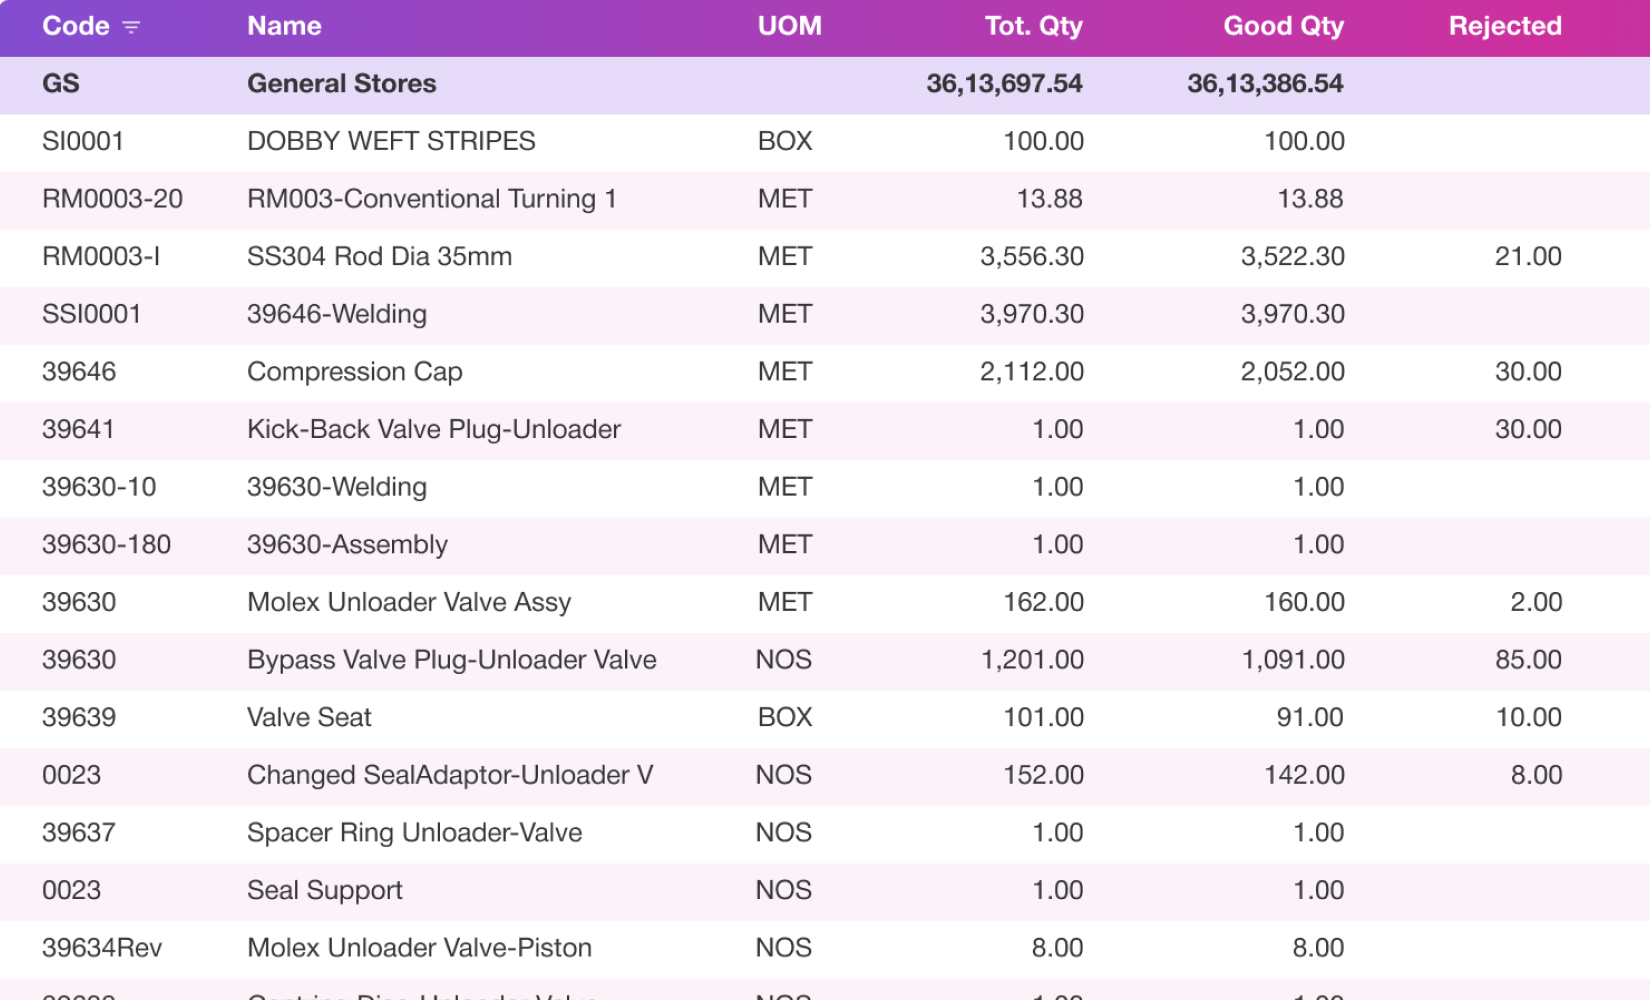 Code Name UOM Tot. Qty Good Qty Rejected
GS General Stores 36,13,697.54 36,13,386.54
SI0001 DOBBY WEFT STRIPES BOX 100.00 100.00
RM0003-20 RM003-Conventional Turning 1 MET 13.88 13.88
RM0003-I SS304 Rod Dia 35mm MET 3,556.30 3,522.30 21.00
SSI0001 39646-Welding MET 3,970.30 3,970.30
39646 Compression Cap MET 2,112.00 2,052.00 30.00
39641 Kick-Back Valve Plug-Unloader MET 1.00 1.00 30.00
39630-10 39630-Welding MET 1.00 1.00
39630-180 39630-Assembly MET 1.00 1.00
39630 Molex Unloader Valve Assy MET 162.00 160.00 2.00
39630 Bypass Valve Plug-Unloader Valve NOS 1,201.00 1,091.00 85.00
39639 Valve Seat BOX 101.00 91.00 10.00
0023 Changed SealAdaptor-Unloader V NOS 152.00 142.00 8.00
39637 Spacer Ring Unloader-Valve NOS 1.00 1.00
0023 Seal Support NOS 1.00 1.00
39634Rev Molex Unloader Valve-Piston NOS 8.00 8.00